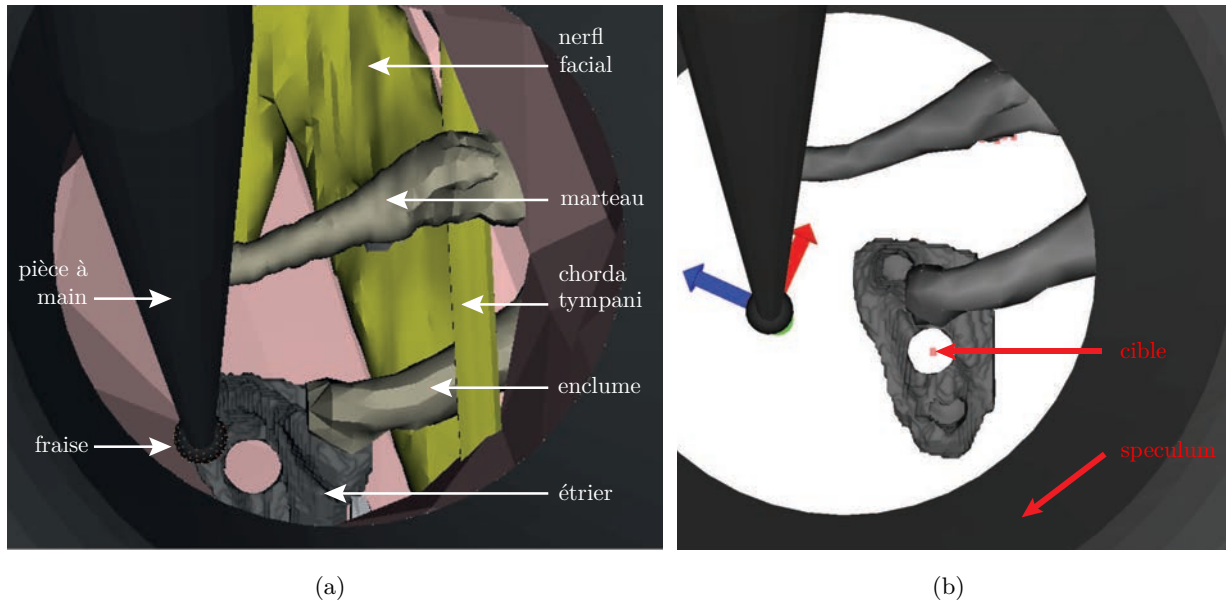 nerfl
facial
marteau
pièce à
main
chorda
tympani
enclume
fraise
étrier
cible
speculum
(a)
(b)